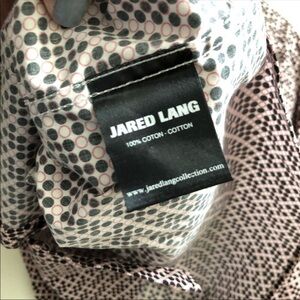 JARED LANG
100% COTON - COTTON
www.jaredlangcollection.com